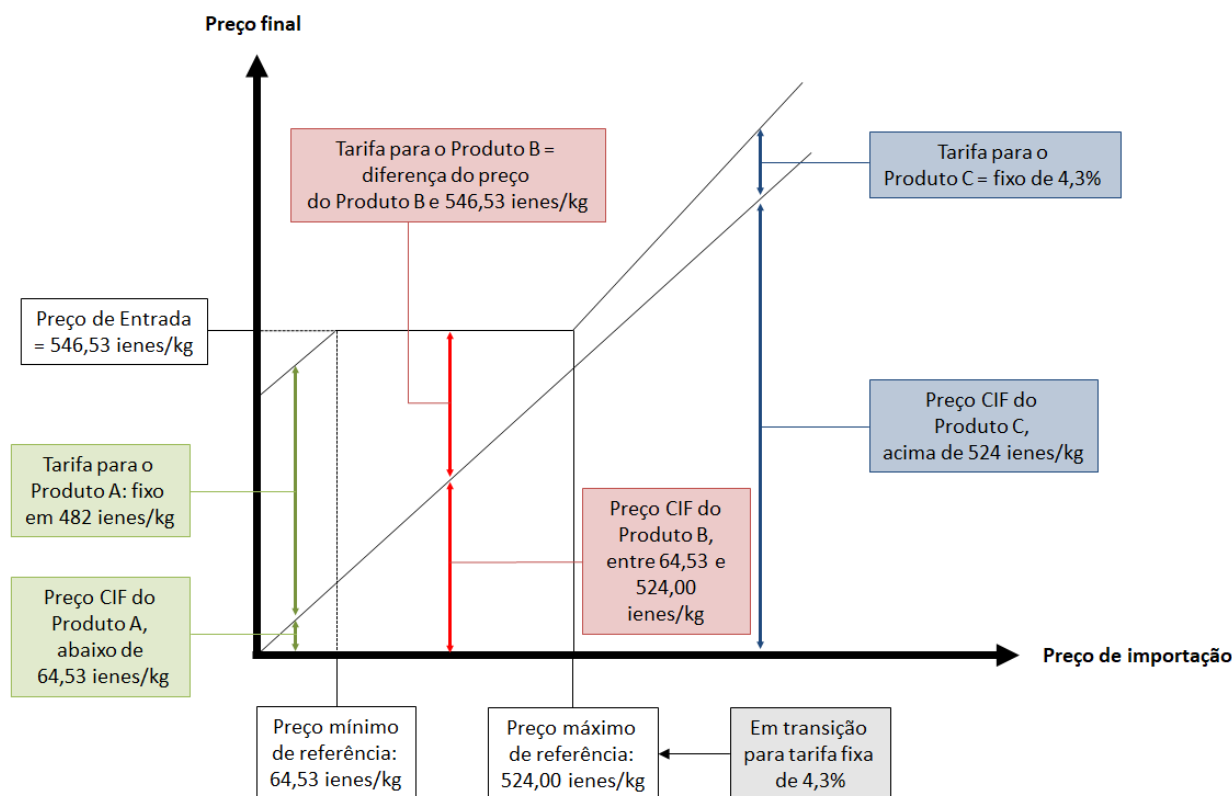 Preço final
Tarifa para o Produto B =
diferença do preço
do Produto B e 546,53 ienes/kg
Tarifa para o
Produto C = fixo de 4,3%
Preço de Entrada
= 546,53 ienes/kg
Preço CIF do
Produto C,
acima de 524 ienes/kg
Tarifa para o
Produto A: fixo
em 482 ienes/kg
Preço CIF do
Produto B,
entre 64,53 e
524,00
ienes/kg
Preço CIF do
Produto A,
abaixo de
64,53 ienes/kg
Preço de importação
Preço mínimo
de referência:
64,53 ienes/kg
Preço máximo
de referência:
524,00 ienes/kg
Em transição
para tarifa fixa
de 4,3%